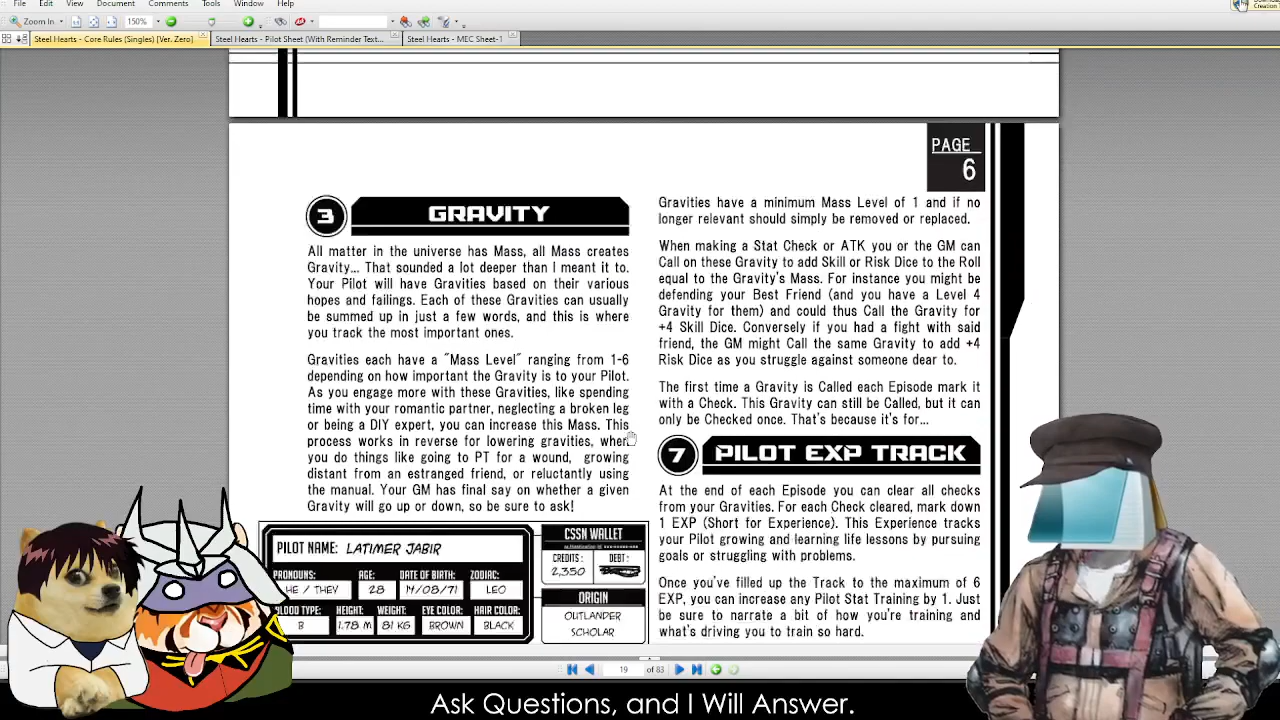 File Edit View Document Comments Tools Window Help
Zoom In 150%
Creation
Steel Hearts - Core Rules (Singles) [Ver. Zero] Steel Hearts - Pilot Sheet (With Reminder Text... Steel Hearts - MEC Sheet-1
PAGE
6
3 GRAVITY
All matter in the universe has Mass, all Mass creates
Gravity... That sounded a lot deeper than I meant it to.
Your Pilot will have Gravities based on their various
hopes and failings. Each of these Gravities can usually
be summed up in just a few words, and this is where
you track the most important ones.
Gravities each have a "Mass Level" ranging from 1-6
depending on how important the Gravity is to your Pilot.
As you engage more with these Gravities, like spending
time with your romantic partner, neglecting a broken leg
or being a DIY expert, you can increase this Mass. This
process works in reverse for lowering gravities, when
you do things like going to PT for a wound, growing
distant from an estranged friend, or reluctantly using
the manual. Your GM has final say on whether a given
Gravity will go up or down, so be sure to ask!
PILOT NAME: LATIMER JABIR
PRONOUNS: AGE: DATE OF BIRTH: ZODIAC:
HE / THEY 28 14/08/71 LEO
BLOOD TYPE: HEIGHT: WEIGHT: EYE COLOR: HAIR COLOR:
B 1.78 M 81 KG BROWN BLACK
CSSN WALLET
CREDITS: DEBT:
2,350
ORIGIN
OUTLANDER
SCHOLAR
Gravities have a minimum Mass Level of 1 and if no
longer relevant should simply be removed or replaced.
When making a Stat Check or ATK you or the GM can
Call on these Gravity to add Skill or Risk Dice to the Roll
equal to the Gravity's Mass. For instance you might be
defending your Best Friend (and you have a Level 4
Gravity for them) and could thus Call the Gravity for
+4 Skill Dice. Conversely if you had a fight with said
friend, the GM might Call the same Gravity to add +4
Risk Dice as you struggle against someone dear to.
The first time a Gravity is Called each Episode mark it
with a Check. This Gravity can still be Called, but it can
only be Checked once. That's because it's for...
7 PILOT EXP TRACK
At the end of each Episode you can clear all checks
from your Gravities. For each Check cleared, mark down
1 EXP (Short for Experience). This Experience tracks
your Pilot growing and learning life lessons by pursuing
goals or struggling with problems.
Once you've filled up the Track to the maximum of 6
EXP, you can increase any Pilot Stat Training by 1. Just
be sure to narrate a bit of how you're training and
what's driving you to train so hard.
19 of 83
Ask Questions, and I Will Answer.